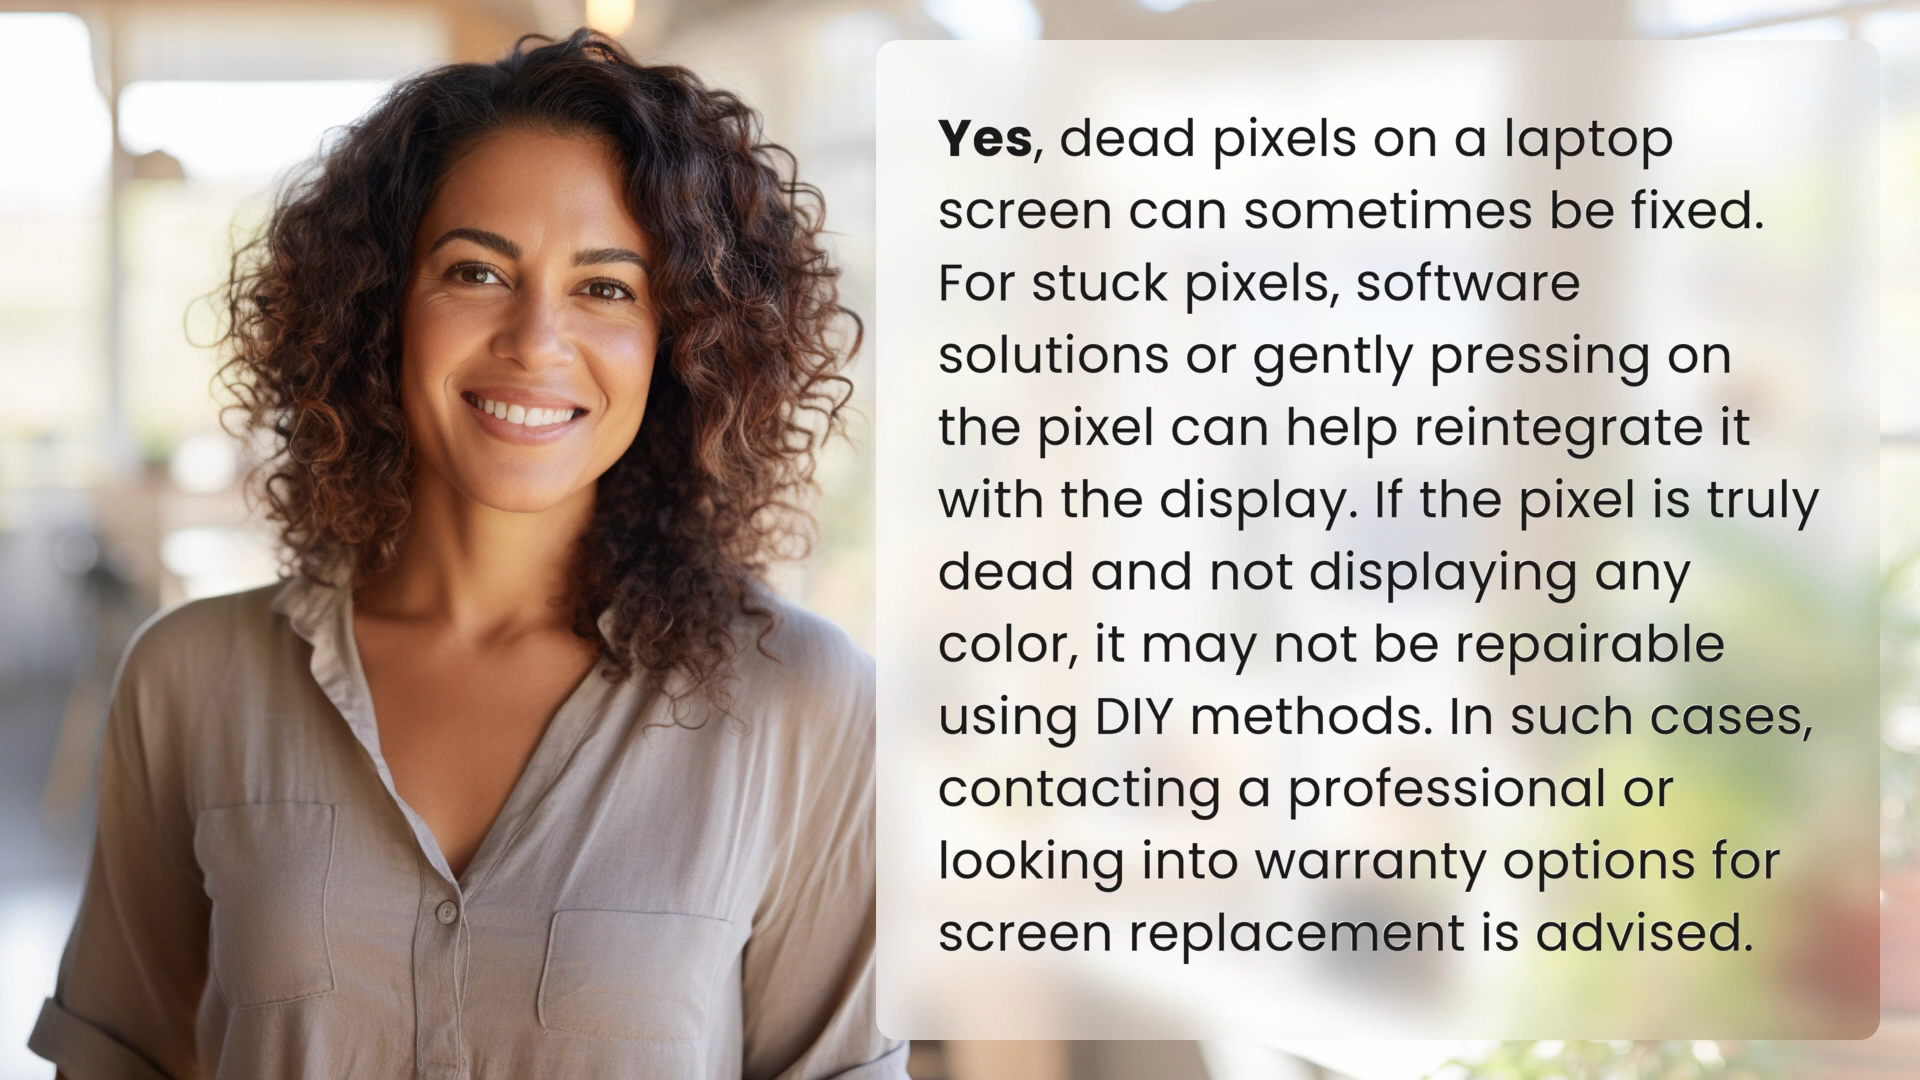 Yes, dead pixels on a laptop
screen can sometimes be fixed.
For stuck pixels, software
solutions or gently pressing on
the pixel can help reintegrate it
with the display. If the pixel is truly
dead and not displaying any
color, it may not be repairable
using DIY methods. In such cases,
contacting a professional or
looking into warranty options for
screen replacement is advised.